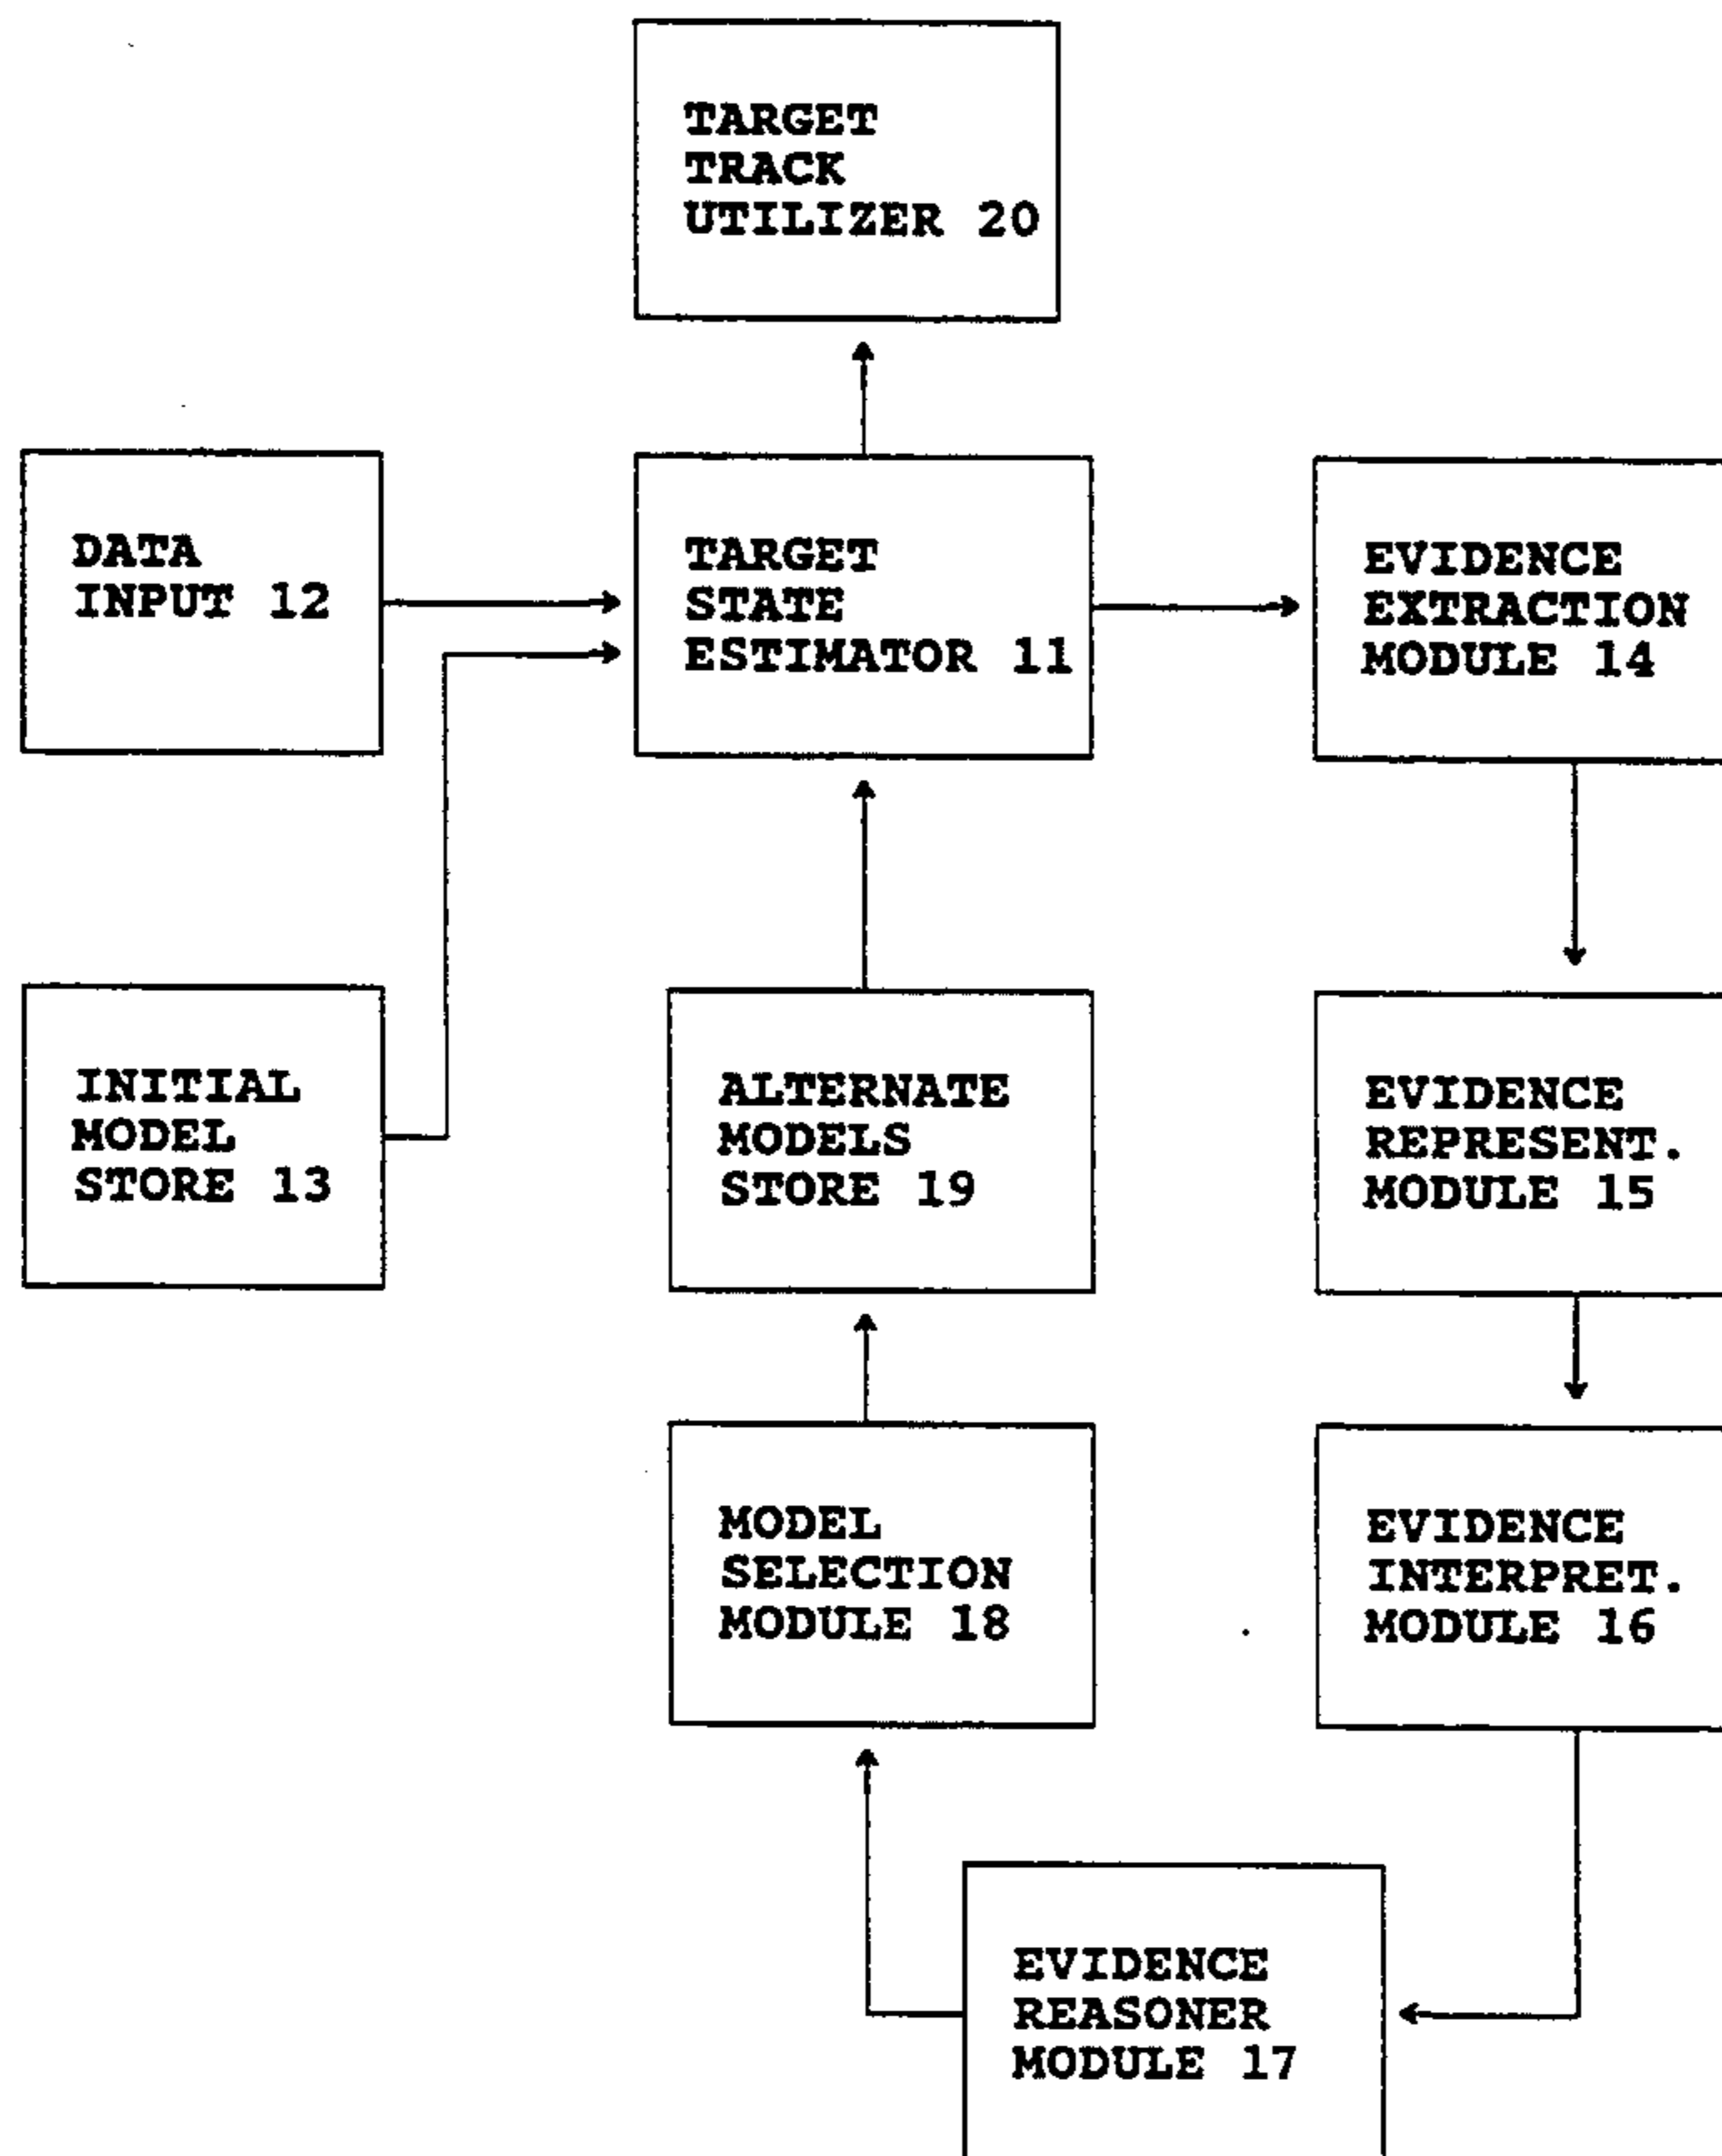 TARGET
TRACK
UTILIZER 20
DATA
INPUT 12
TARGET
STATE
ESTIMATOR 11
EVIDENCE
EXTRACTION
MODULE 14
INITIAL
MODEL
STORE 13
ALTERNATE
MODELS
STORE 19
EVIDENCE
REPRESENT.
MODULE 15
MODEL
SELECTION
MODULE 18
EVIDENCE
INTERPRET.
MODULE 16
EVIDENCE
REASONER
MODULE 17